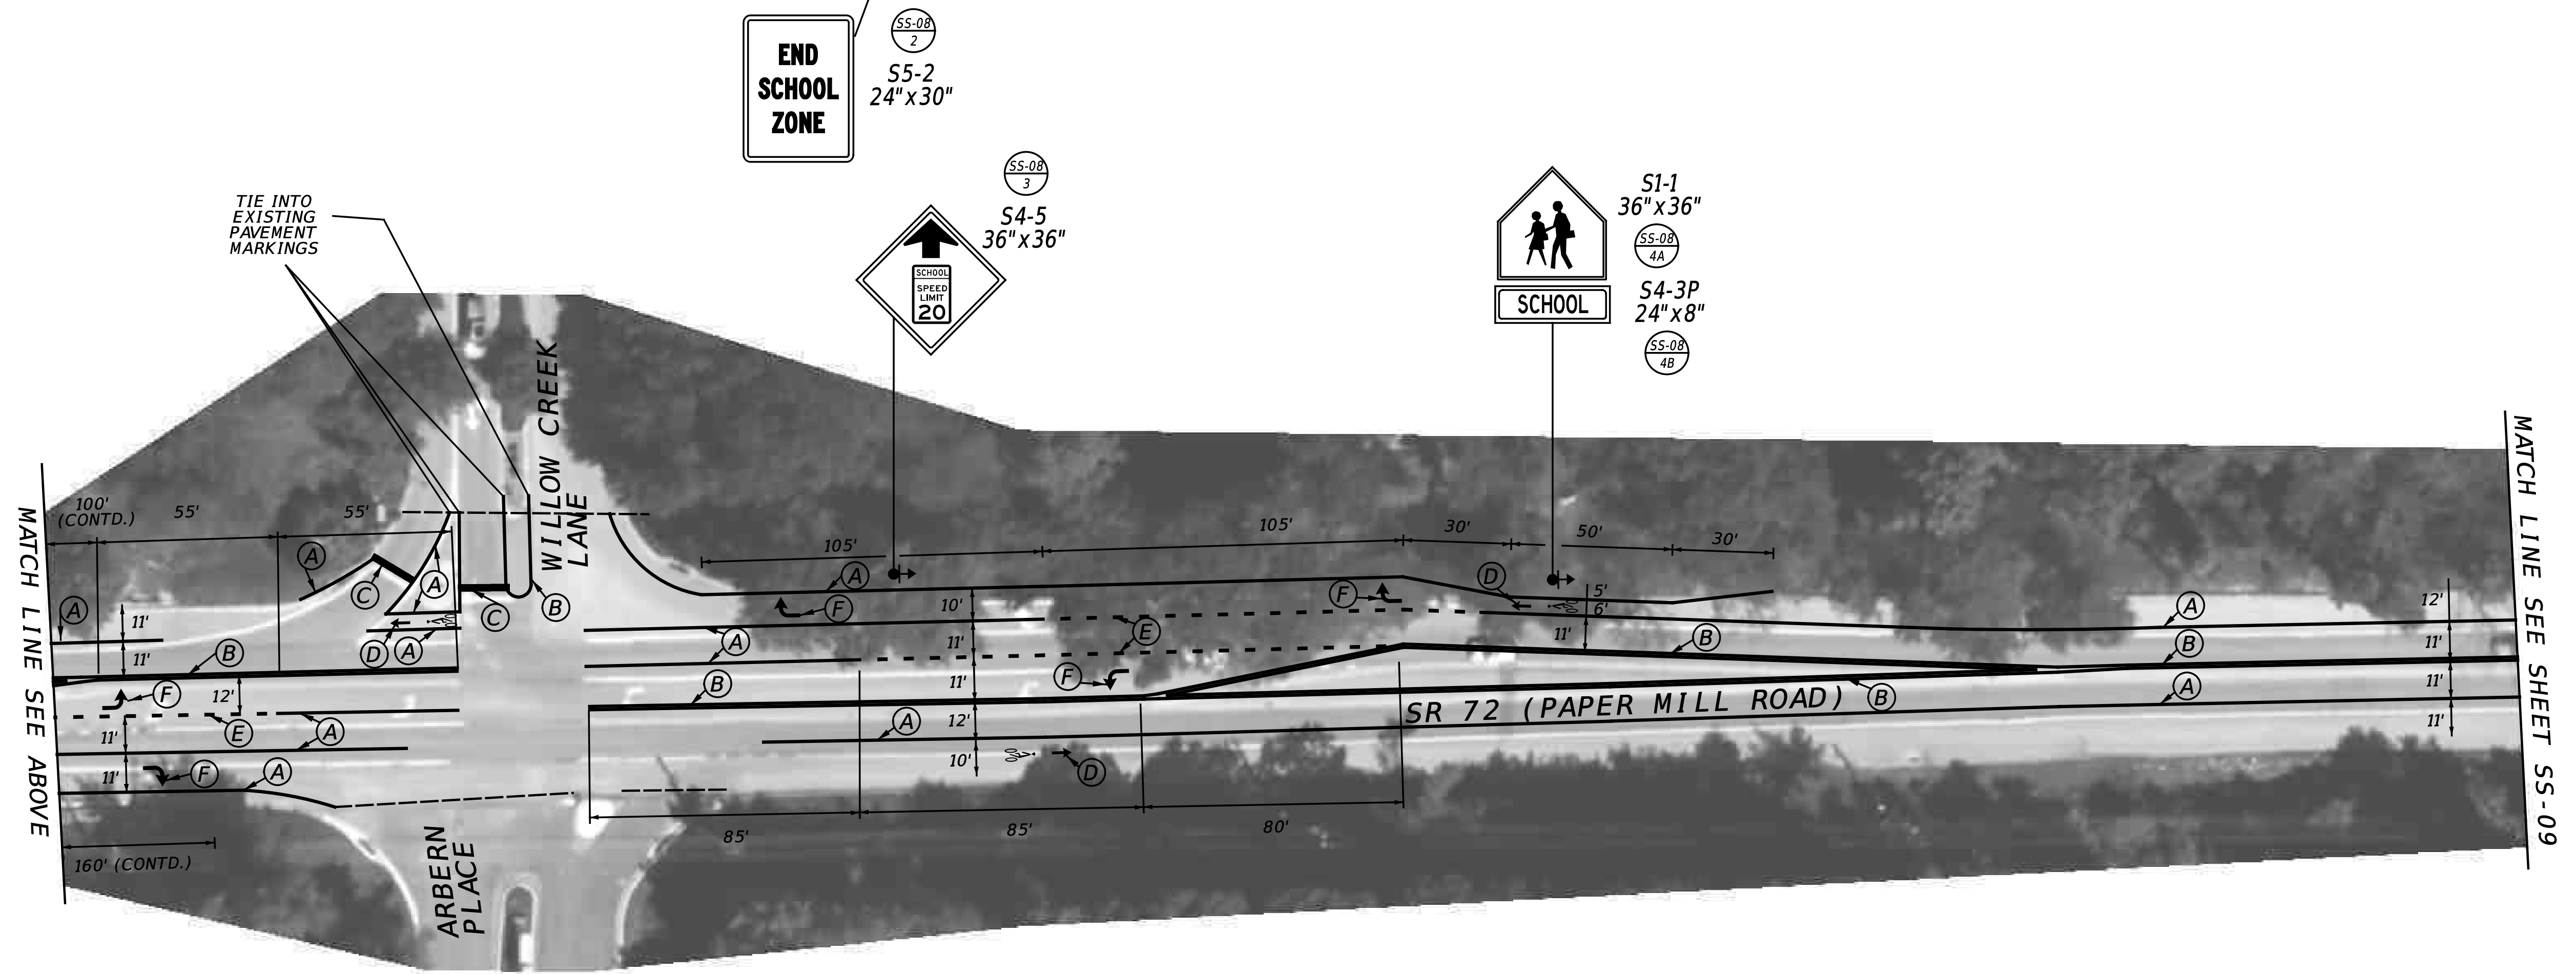 END
SCHOOL
ZONE
SS-08
2
S5-2
24"x30"
SS-08
3
S4-5
36"x36"
SCHOOL
SPEED
LIMIT
20
S1-1
36"x36"
SS-08
4A
SCHOOL
S4-3P
24"x8"
SS-08
4B
TIE INTO
EXISTING
PAVEMENT
MARKINGS
WILLOW CREEK
LANE
MATCH LINE SEE ABOVE
MATCH LINE SEE SHEET SS-09
100'
(CONTD.)
55'
55'
105'
105'
30'
50'
30'
A
A
C
A
C
B
A
11'
11'
D
A
B
F
12'
E
A
11'
11'
F
A
160' (CONTD.)
ARBERN
PLACE
A
F
10'
A
11'
E
F
D
5'
6'
11'
B
A
12'
B
11'
B
11'
F
A
12'
10'
D
SR 72 (PAPER MILL ROAD)
B
A
11'
11'
85'
85'
80'